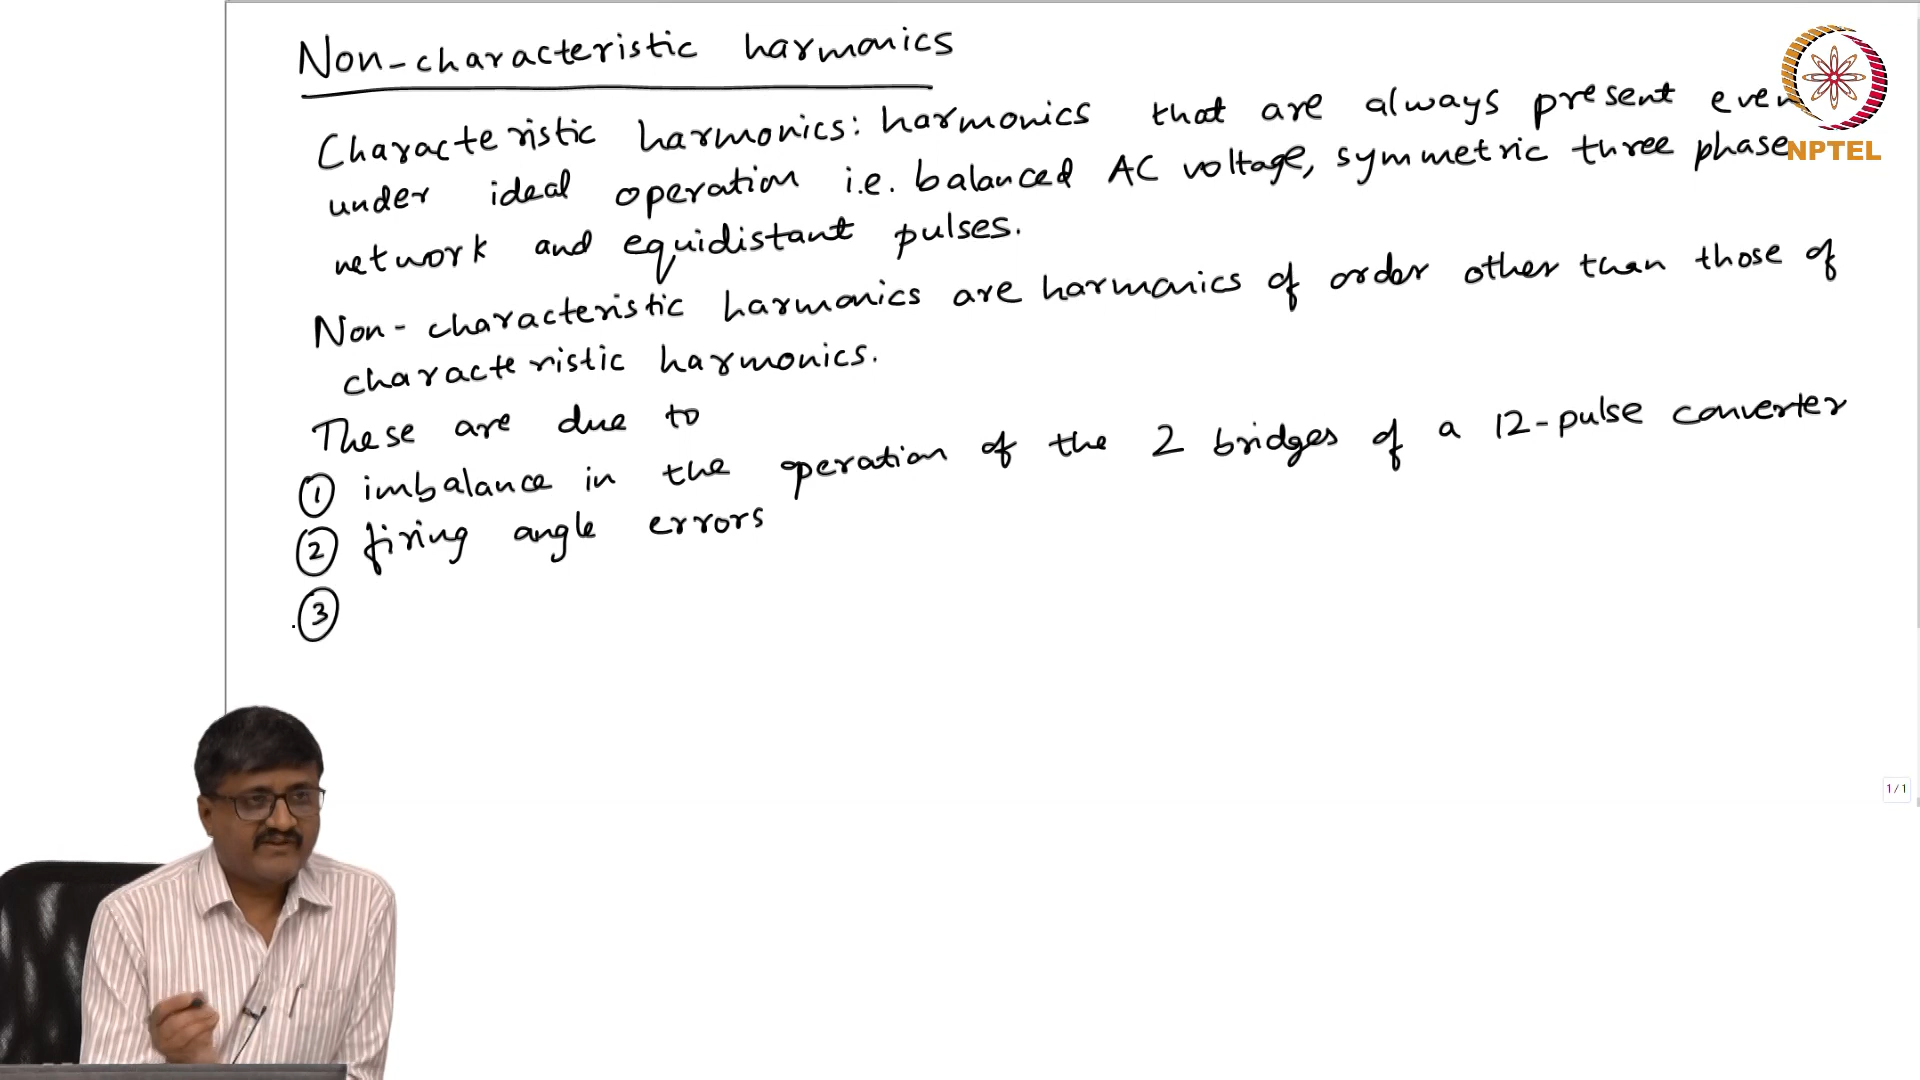 Non-characteristic harmonics
Characteristic harmonics: harmonics that are always present even
under ideal operation i.e. balanced AC voltage, symmetric three phase
network and equidistant pulses.
Non-characteristic harmonics are harmonics of order other than those of
characteristic harmonics.
These are due to
① imbalance in the operation of the 2 bridges of a 12-pulse converter
② firing angle errors
③
NPTEL
1/1